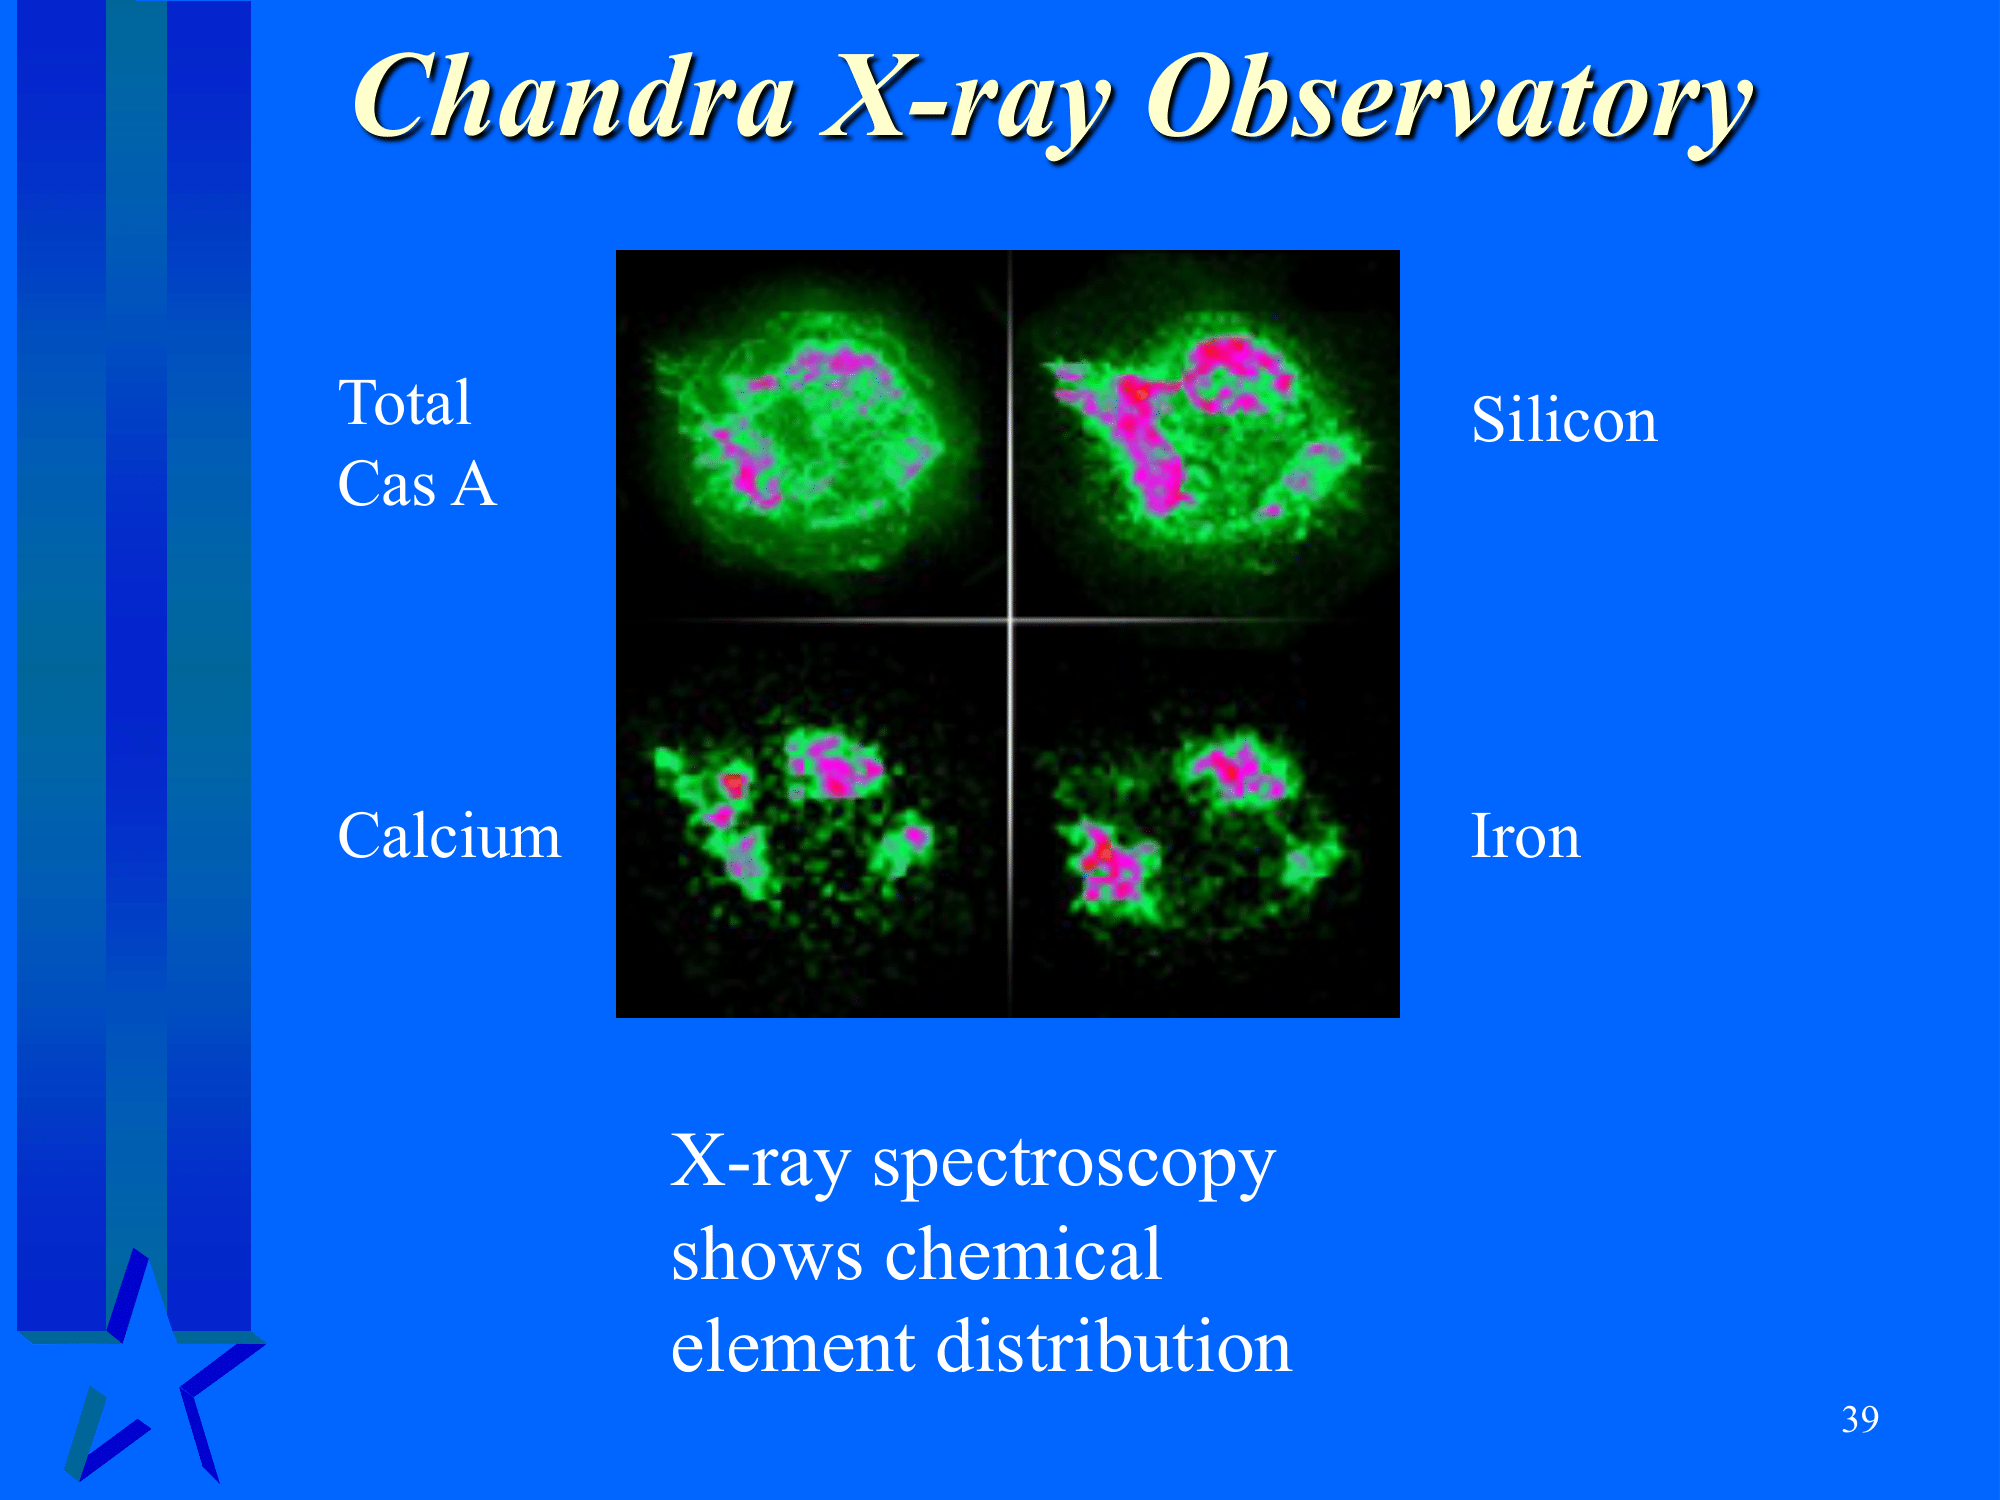 Chandra X-ray Observatory
Total
Cas A
Silicon
Calcium
Iron
X-ray spectroscopy
shows chemical
element distribution
39